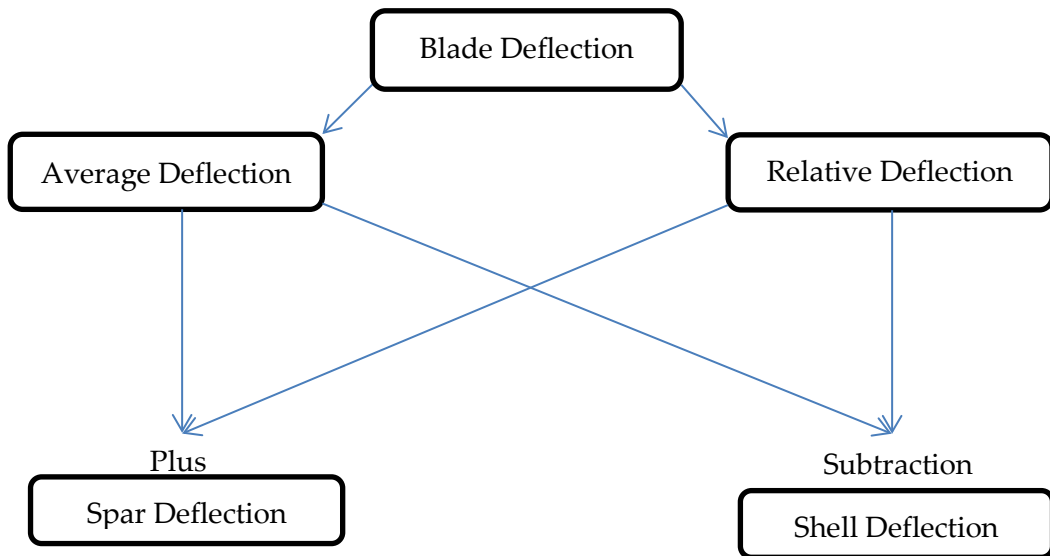 Blade Deflection
Average Deflection
Relative Deflection
Plus
Subtraction
Spar Deflection
Shell Deflection